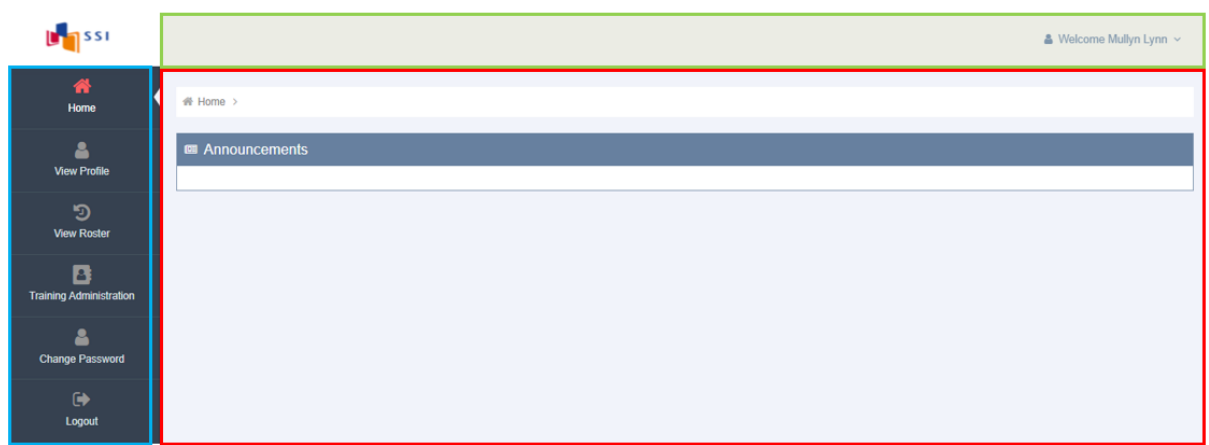 SSI
Welcome Mullyn Lynn
Home
Home >
Announcements
View Profile
View Roster
Training Administration
Change Password
Logout